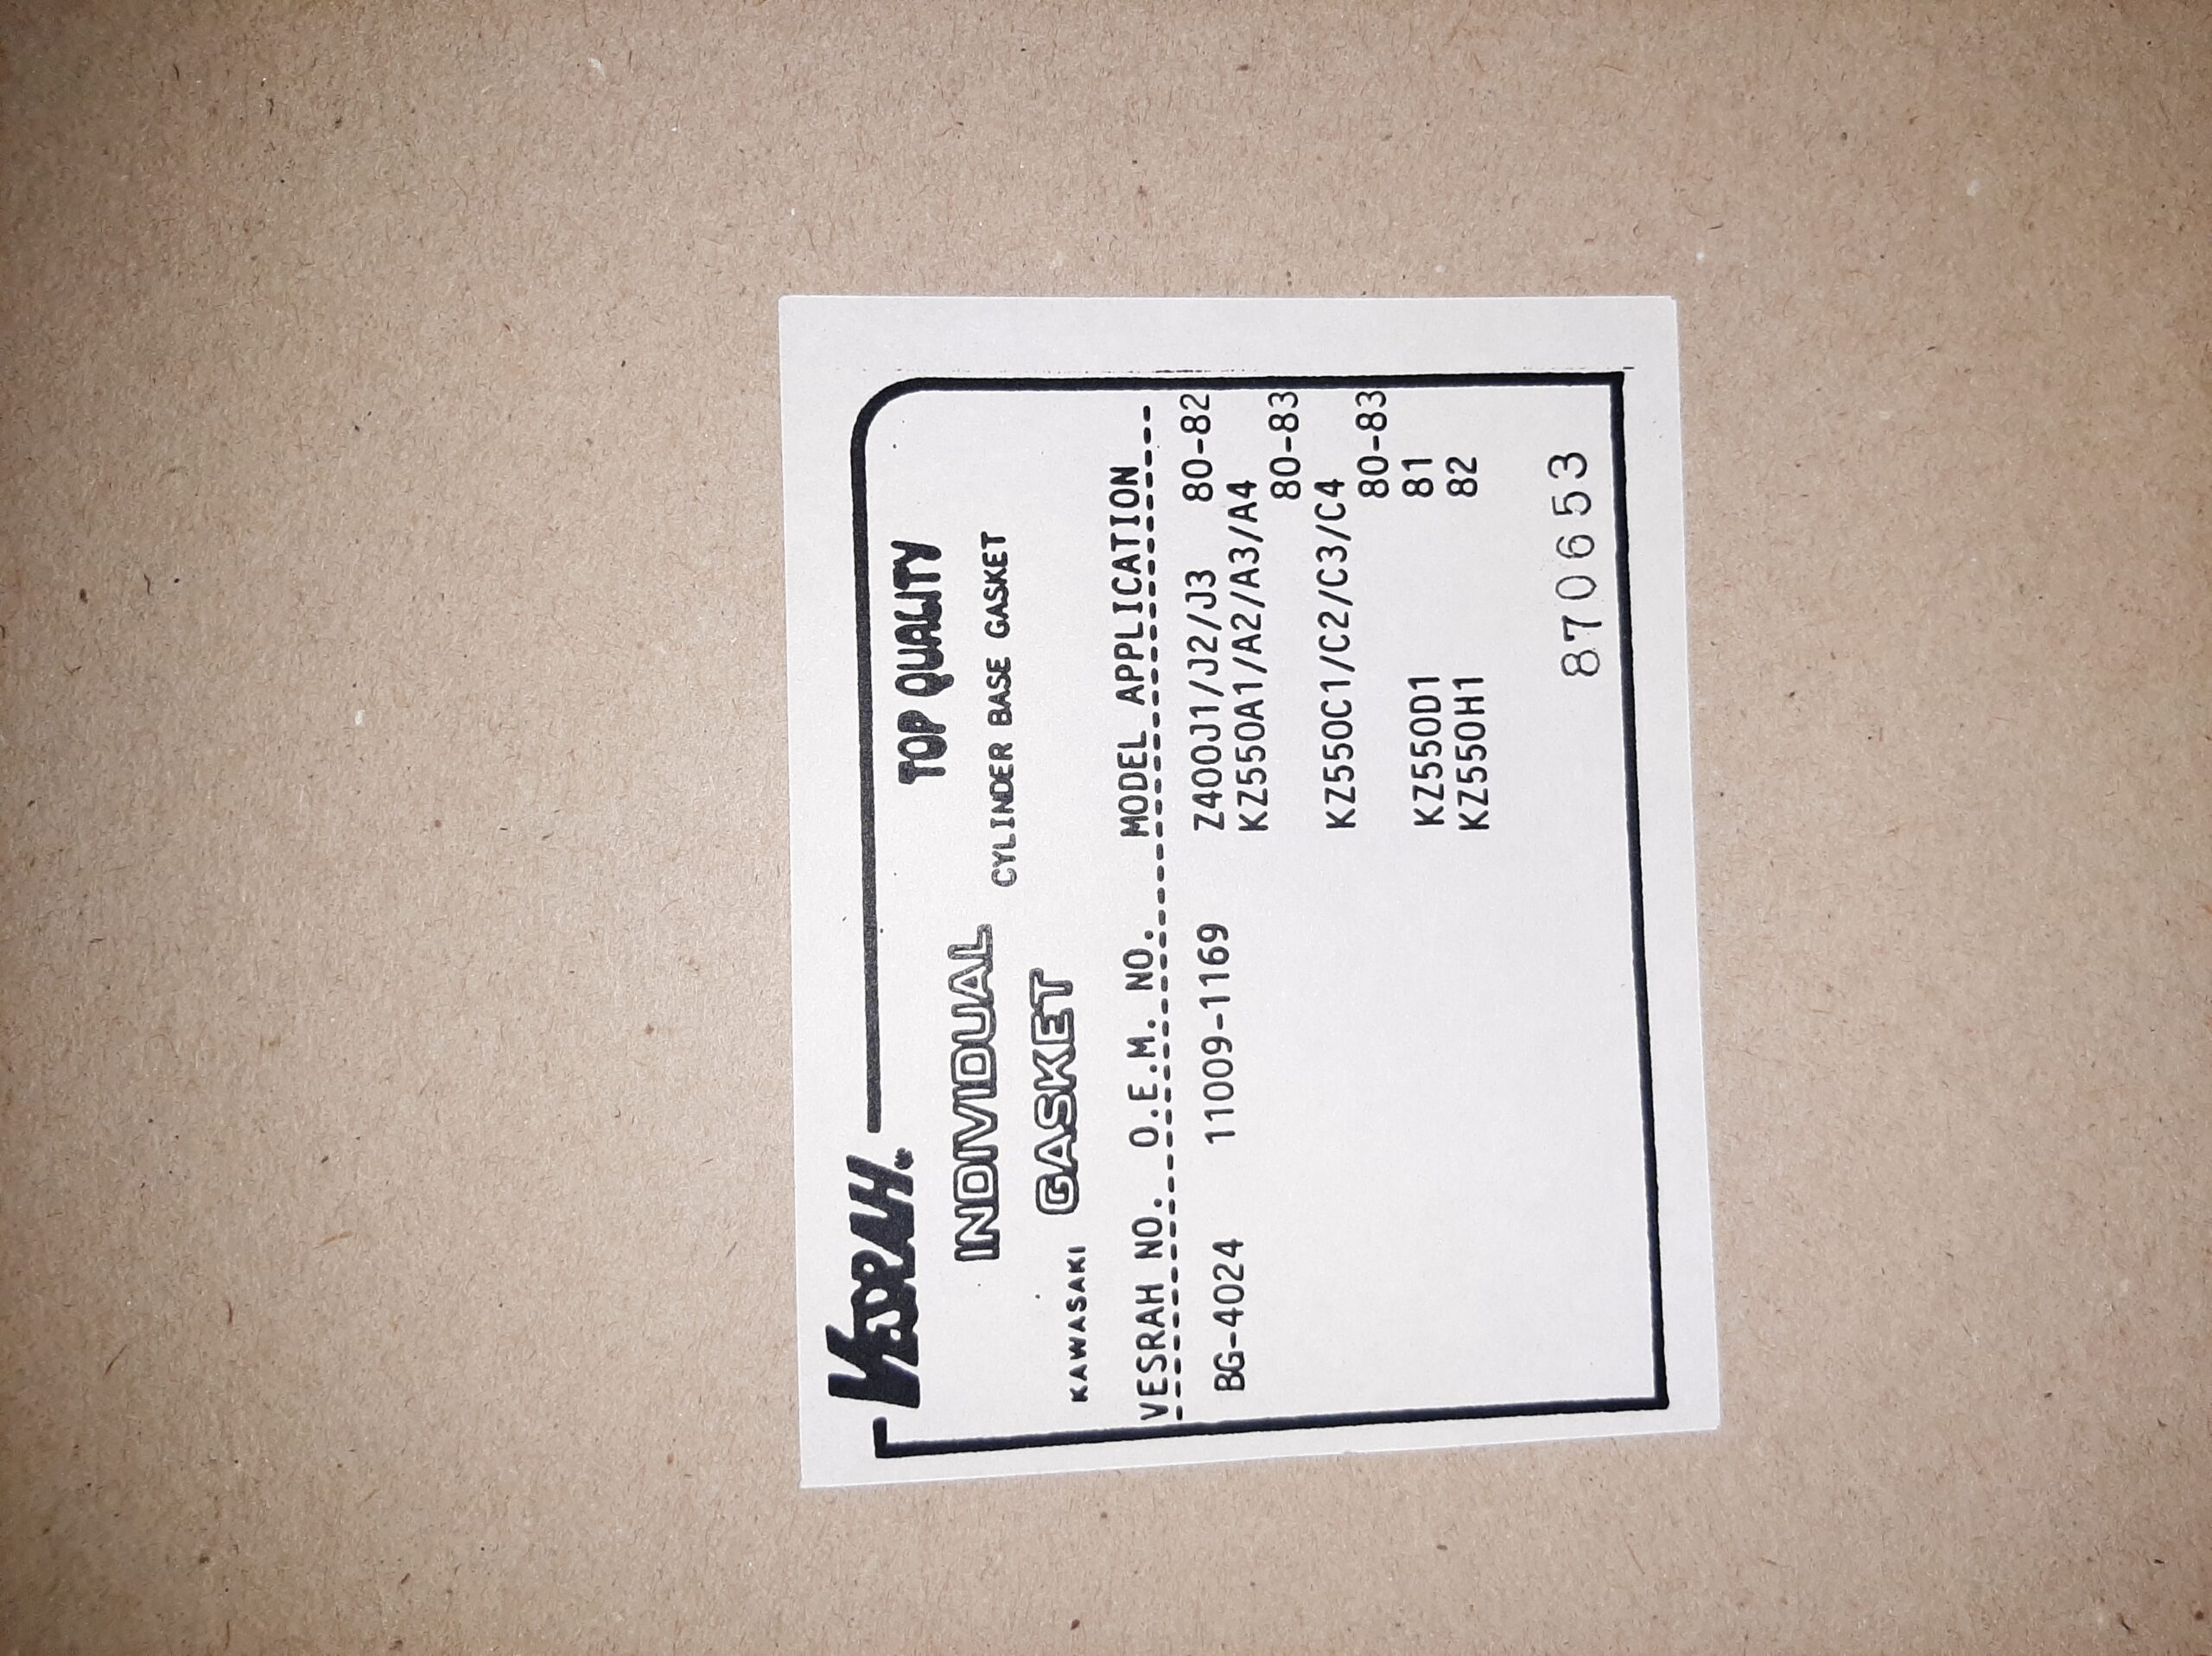 VESRAH.
TOP QUALITY
INDIVIDUAL
CYLINDER BASE GASKET
KAWASAKI GASKET
VESRAH NO. O.E.M. NO. MODEL APPLICATION
BG-4024 11009-1169 Z400J1/J2/J3 80-82
KZ550A1/A2/A3/A4
80-83
KZ550C1/C2/C3/C4
80-83
KZ550D1 81
KZ550H1 82
870653